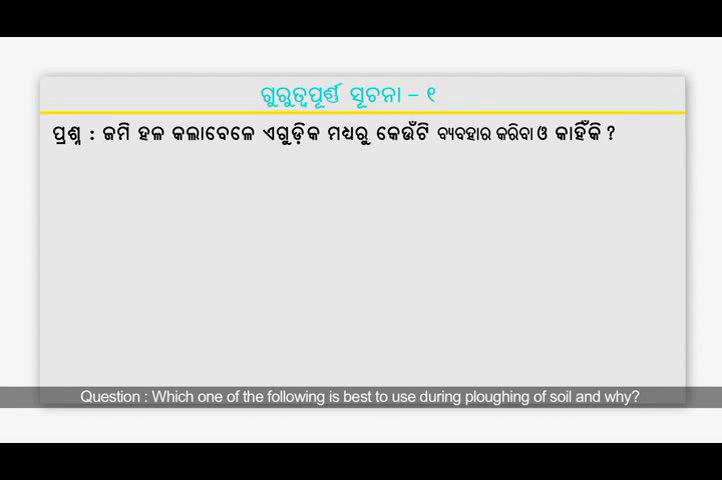 ଗୁରୁତ୍ୱପୂର୍ଣ୍ଣ ସୂଚନା – ୧
ପ୍ରଶ୍ନ : ଜମି ହଳ କଲାବେଳେ ଏଗୁଡ଼ିକ ମଧ୍ୟରୁ କେଉଁଟି ବ୍ୟବହାର କରିବା ଓ କାହିଁକି ?
Question : Which one of the following is best to use during ploughing of soil and why?